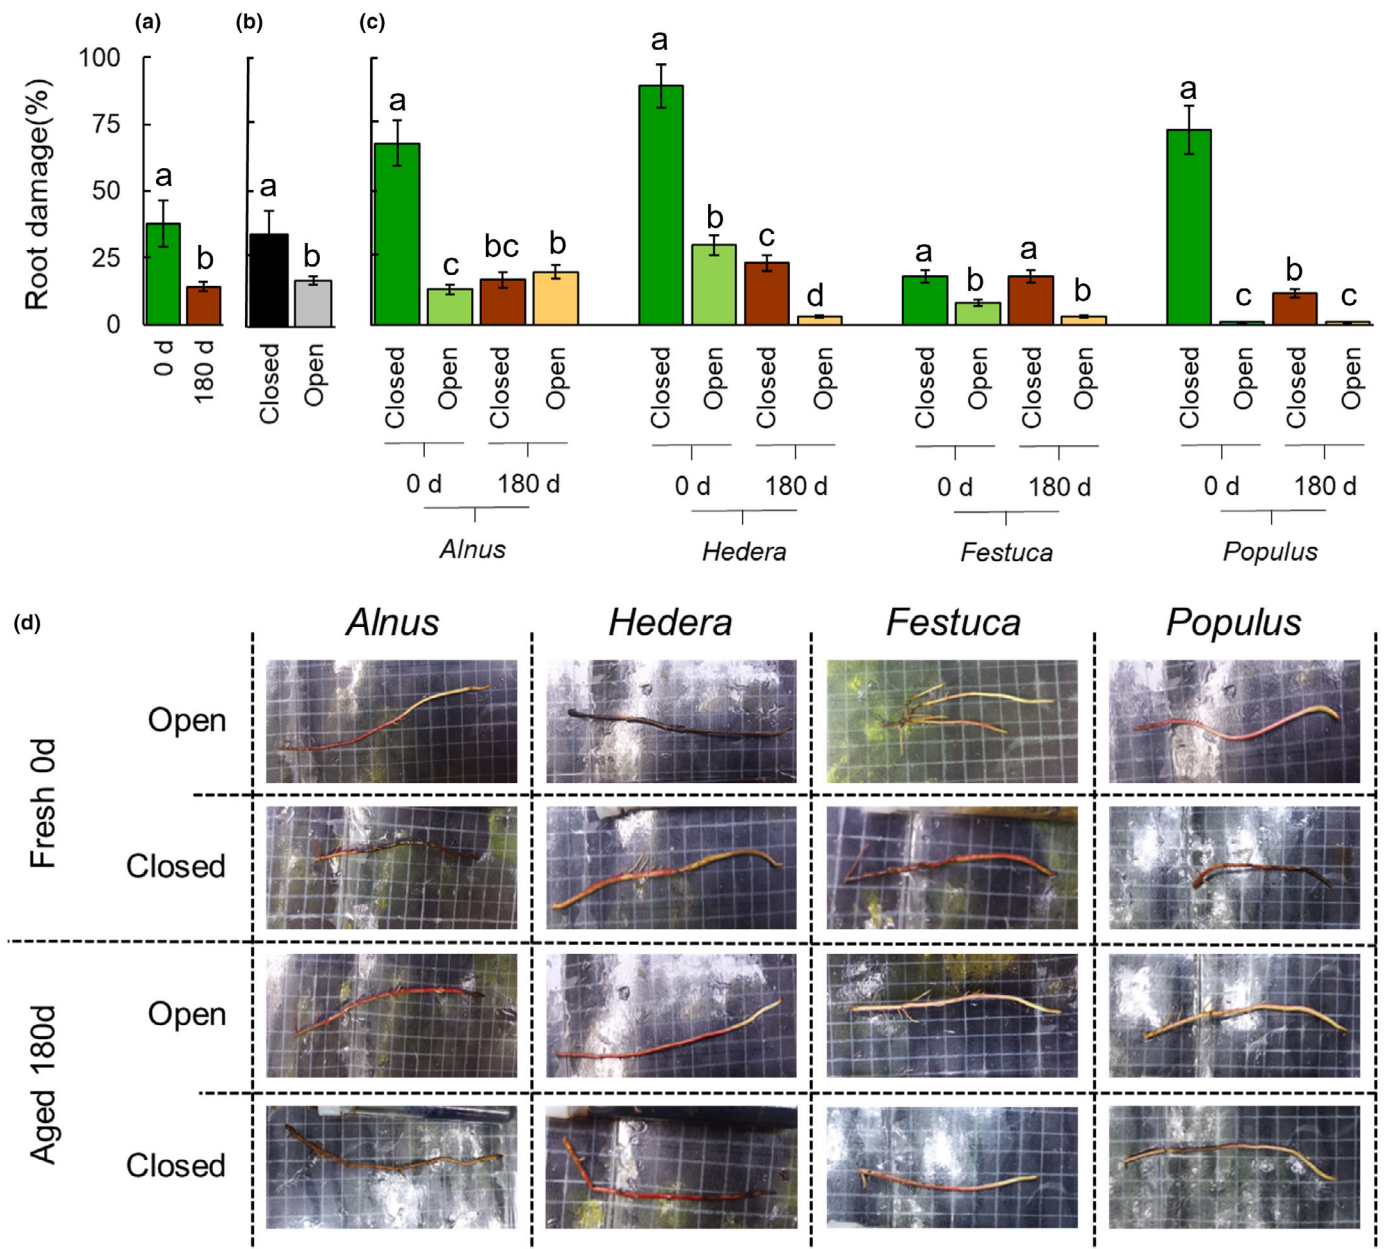 (a) (b) (c)
Root damage(%)
100
75
50
25
0
a b
a b
a c bc b
a b c d
a b a b
a c b c
0 d 180 d
Closed Open
Closed Open Closed Open
Closed Open Closed Open
Closed Open Closed Open
Closed Open Closed Open
0 d 180 d 0 d 180 d 0 d 180 d 0 d 180 d
Alnus Hedera Festuca Populus
(d)
Alnus Hedera Festuca Populus
Fresh 0d
Open
Closed
Aged 180d
Open
Closed